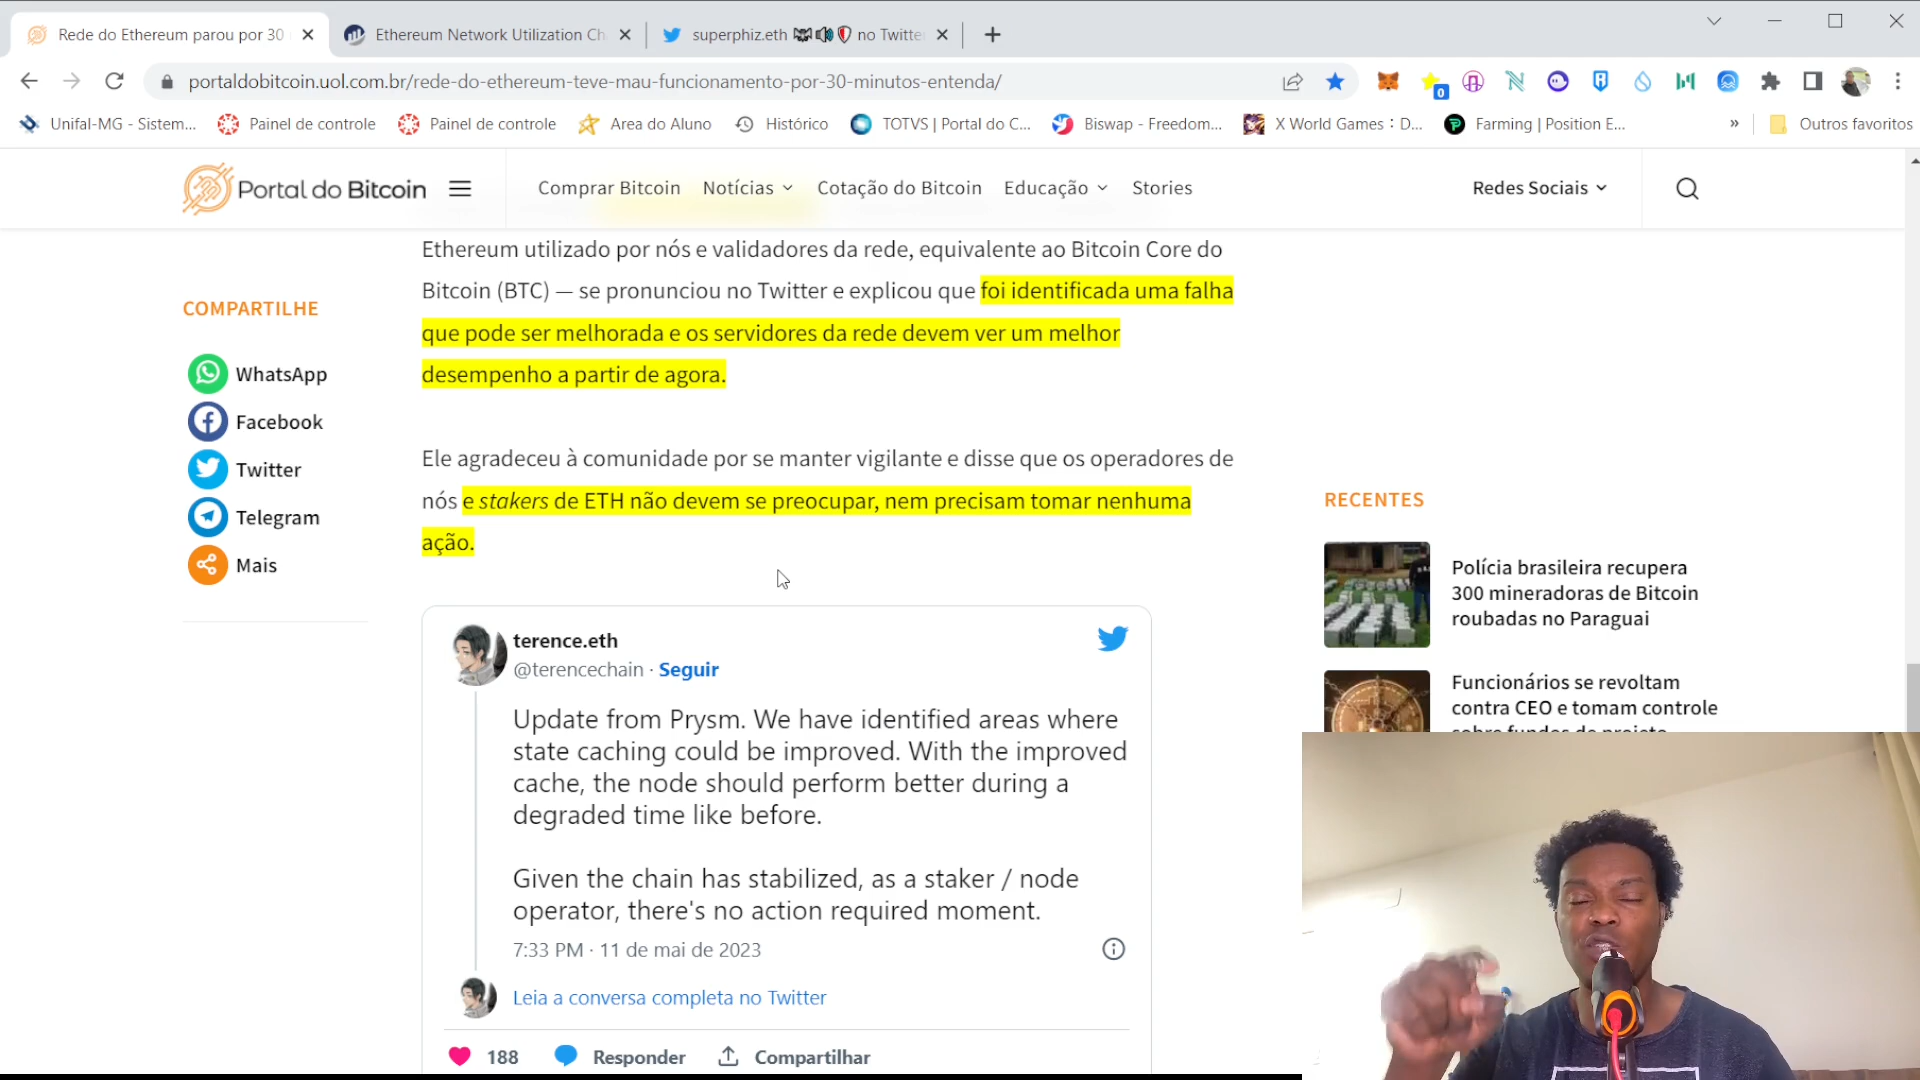 Rede do Ethereum parou por 30
Ethereum Network Utilization Ch
superphiz.eth no Twitte
portaldobitcoin.uol.com.br/rede-do-ethereum-teve-mau-funcionamento-por-30-minutos-entenda/
0
Unifal-MG - Sistem...
Painel de controle
Painel de controle
Area do Aluno
Histórico
TOTVS | Portal do C...
Biswap - Freedom...
X World Games : D...
Farming | Position E...
»
Outros favoritos
Portal do Bitcoin
Comprar Bitcoin
Notícias
Cotação do Bitcoin
Educação
Stories
Redes Sociais
Ethereum utilizado por nós e validadores da rede, equivalente ao Bitcoin Core do
Bitcoin (BTC) — se pronunciou no Twitter e explicou que foi identificada uma falha
que pode ser melhorada e os servidores da rede devem ver um melhor
desempenho a partir de agora.
Ele agradeceu à comunidade por se manter vigilante e disse que os operadores de
nós e stakers de ETH não devem se preocupar, nem precisam tomar nenhuma
ação.
COMPARTILHE
WhatsApp
Facebook
Twitter
Telegram
Mais
terence.eth
@terencechain · Seguir
Update from Prysm. We have identified areas where
state caching could be improved. With the improved
cache, the node should perform better during a
degraded time like before.
Given the chain has stabilized, as a staker / node
operator, there's no action required moment.
7:33 PM · 11 de mai de 2023
Leia a conversa completa no Twitter
188
Responder
Compartilhar
RECENTES
Polícia brasileira recupera
300 mineradoras de Bitcoin
roubadas no Paraguai
Funcionários se revoltam
contra CEO e tomam controle
sobre fundos de projeto